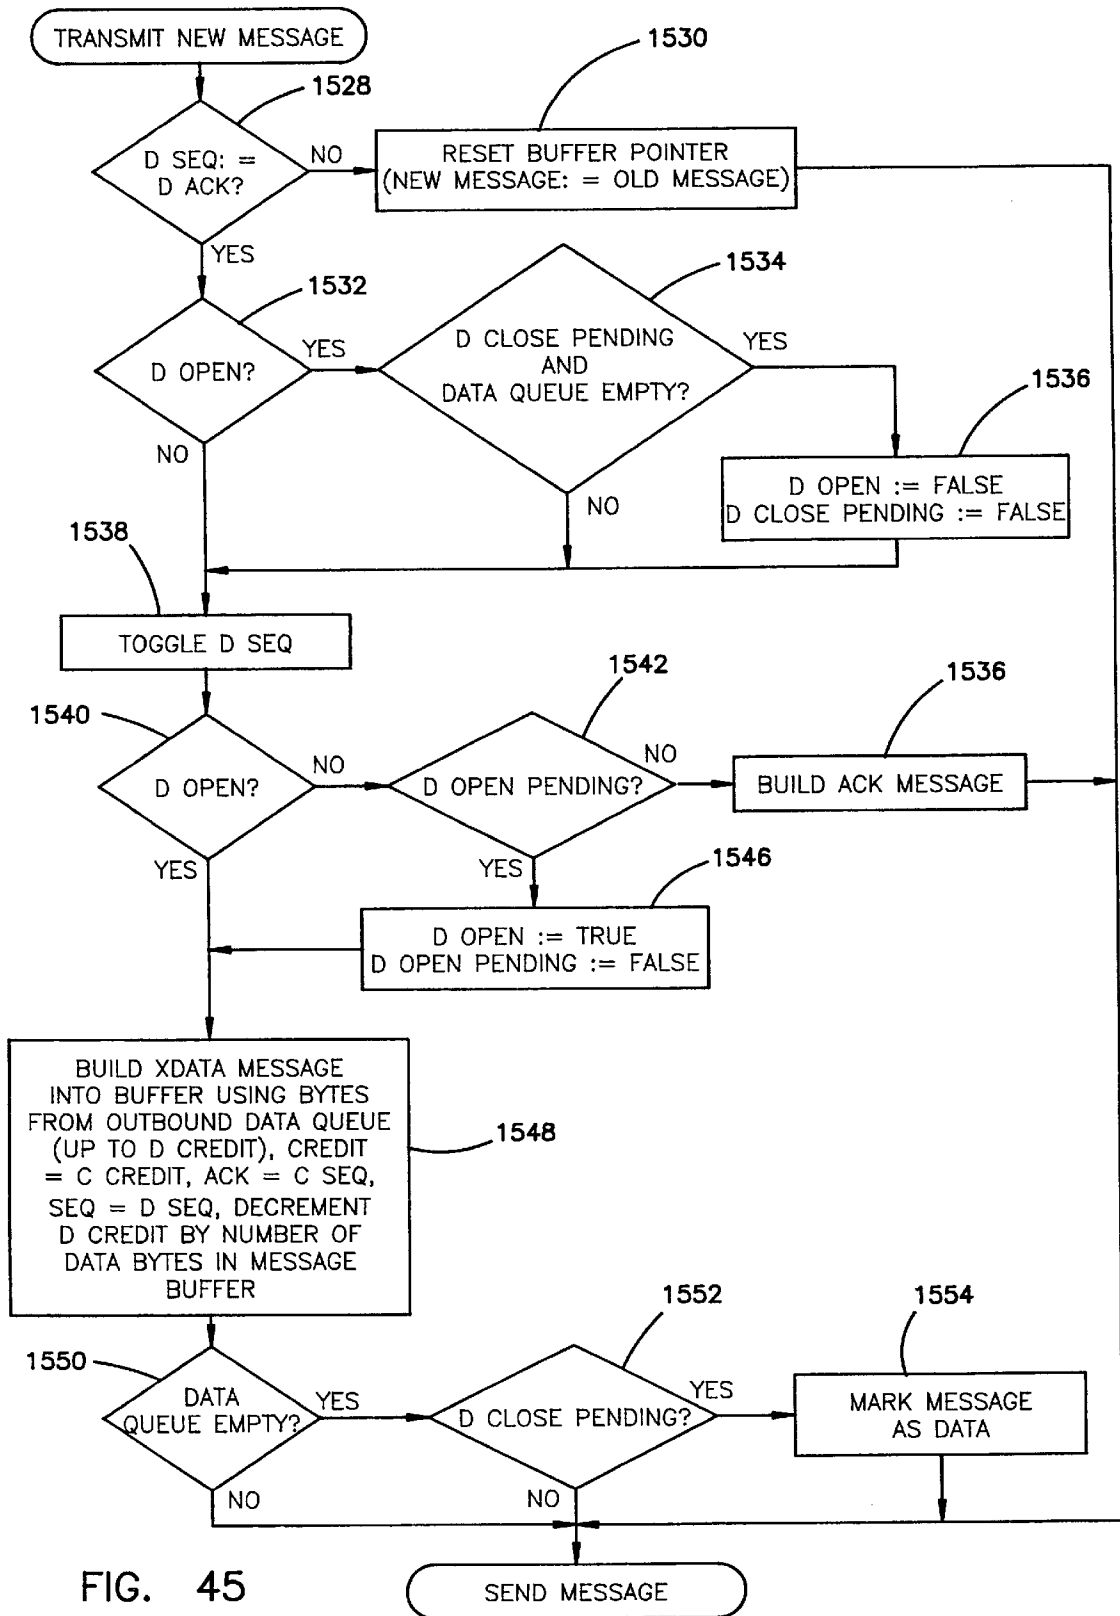 TRANSMIT NEW MESSAGE
1530
1528
D SEQ: =
D ACK?
NO
RESET BUFFER POINTER
(NEW MESSAGE: = OLD MESSAGE)
YES
1532
1534
D OPEN?
YES
D CLOSE PENDING
AND
DATA QUEUE EMPTY?
YES
1536
NO
NO
D OPEN := FALSE
D CLOSE PENDING := FALSE
1538
TOGGLE D SEQ
1540
1542
1536
D OPEN?
NO
D OPEN PENDING?
NO
BUILD ACK MESSAGE
YES
YES
1546
D OPEN := TRUE
D OPEN PENDING := FALSE
BUILD XDATA MESSAGE
INTO BUFFER USING BYTES
FROM OUTBOUND DATA QUEUE
(UP TO D CREDIT), CREDIT
= C CREDIT, ACK = C SEQ,
SEQ = D SEQ, DECREMENT
D CREDIT BY NUMBER OF
DATA BYTES IN MESSAGE
BUFFER
1548
1550
1552
1554
DATA
QUEUE EMPTY?
YES
D CLOSE PENDING?
YES
MARK MESSAGE
AS DATA
NO
NO
FIG. 45
SEND MESSAGE